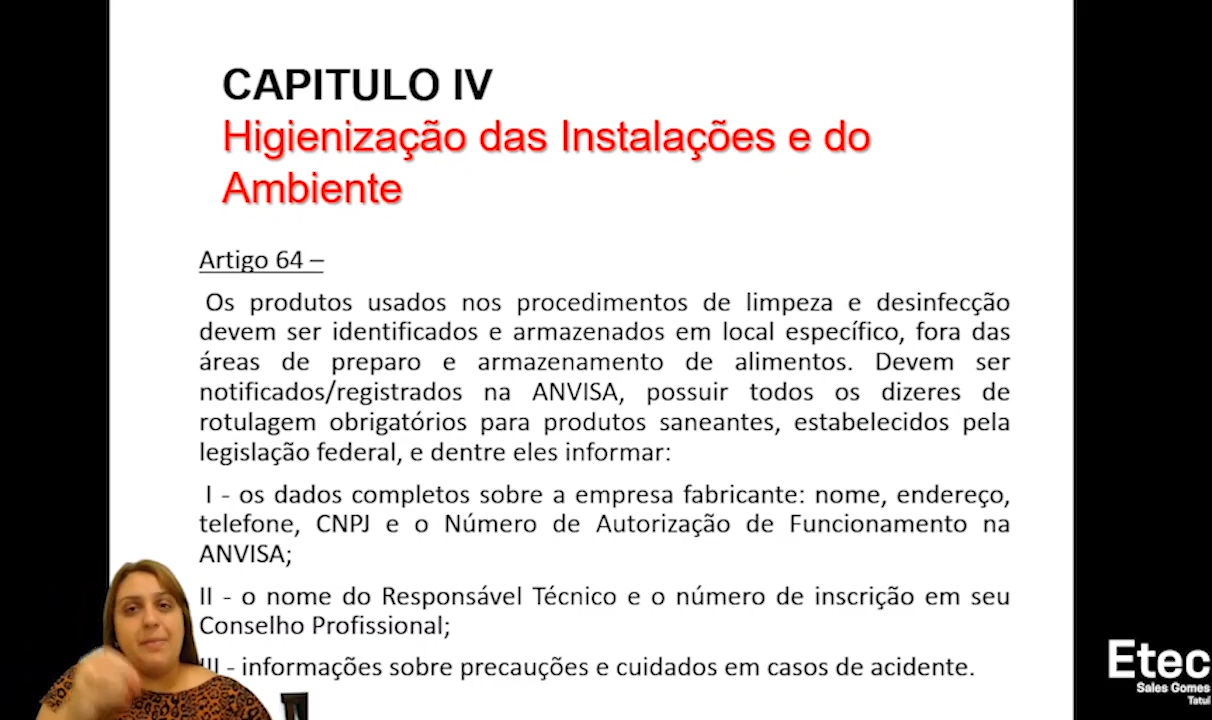 CAPITULO IV
Higienização das Instalações e do
Ambiente
Artigo 64 –
Os produtos usados nos procedimentos de limpeza e desinfecção
devem ser identificados e armazenados em local específico, fora das
áreas de preparo e armazenamento de alimentos. Devem ser
notificados/registrados na ANVISA, possuir todos os dizeres de
rotulagem obrigatórios para produtos saneantes, estabelecidos pela
legislação federal, e dentre eles informar:
I - os dados completos sobre a empresa fabricante: nome, endereço,
telefone, CNPJ e o Número de Autorização de Funcionamento na
ANVISA;
II - o nome do Responsável Técnico e o número de inscrição em seu
Conselho Profissional;
III - informações sobre precauções e cuidados em casos de acidente.
Etec
Sales Gomes
Tatuí